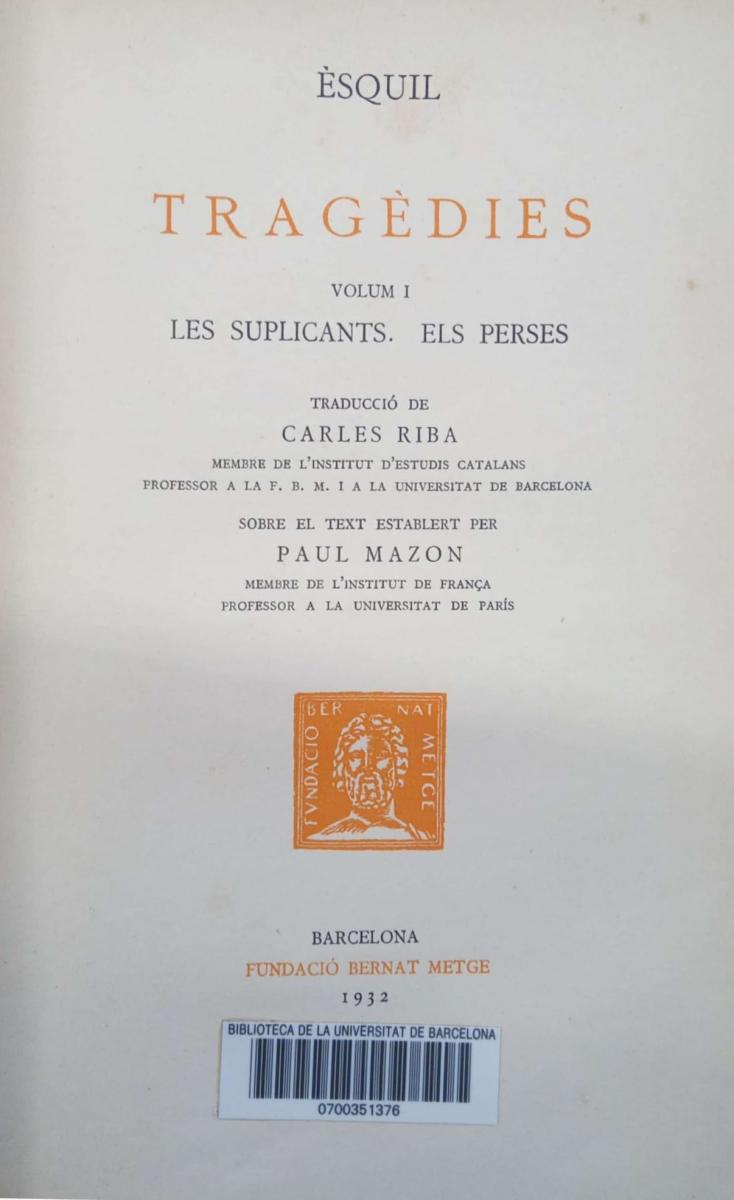 ÈSQUIL
TRAGÈDIES
VOLUM I
LES SUPLICANTS. ELS PERSES
TRADUCCIÓ DE
CARLES RIBA
MEMBRE DE L'INSTITUT D'ESTUDIS CATALANS
PROFESSOR A LA F. B. M. I A LA UNIVERSITAT DE BARCELONA
SOBRE EL TEXT ESTABLERT PER
PAUL MAZON
MEMBRE DE L'INSTITUT DE FRANÇA
PROFESSOR A LA UNIVERSITAT DE PARÍS
FVNDACIO
BER NAT
METGE
BARCELONA
FUNDACIÓ BERNAT METGE
1932
BIBLIOTECA DE LA UNIVERSITAT DE BARCELONA
0700351376